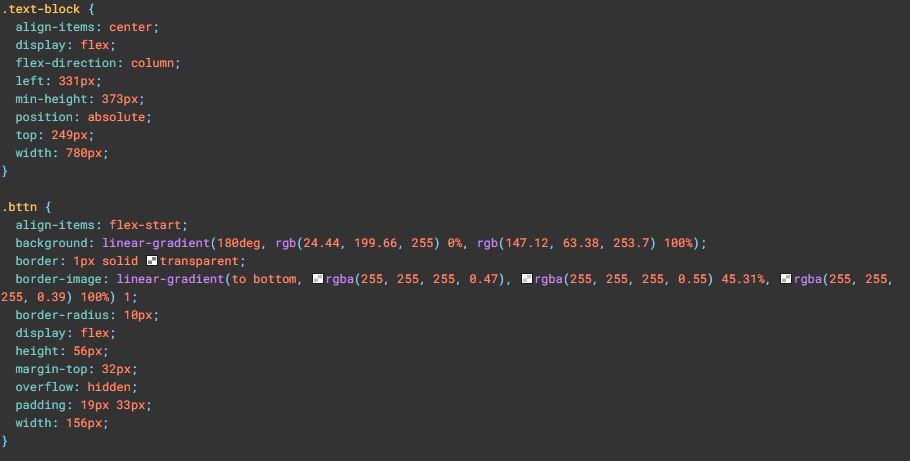 .text-block {
  align-items: center;
  display: flex;
  flex-direction: column;
  left: 331px;
  min-height: 373px;
  position: absolute;
  top: 249px;
  width: 780px;
}

.bttn {
  align-items: flex-start;
  background: linear-gradient(180deg, rgb(24.44, 199.66, 255) 0%, rgb(147.12, 63.38, 253.7) 100%);
  border: 1px solid transparent;
  border-image: linear-gradient(to bottom, rgba(255, 255, 255, 0.47), rgba(255, 255, 255, 0.55) 45.31%, rgba(255, 255,
255, 0.39) 100%) 1;
  border-radius: 10px;
  display: flex;
  height: 56px;
  margin-top: 32px;
  overflow: hidden;
  padding: 19px 33px;
  width: 156px;
}